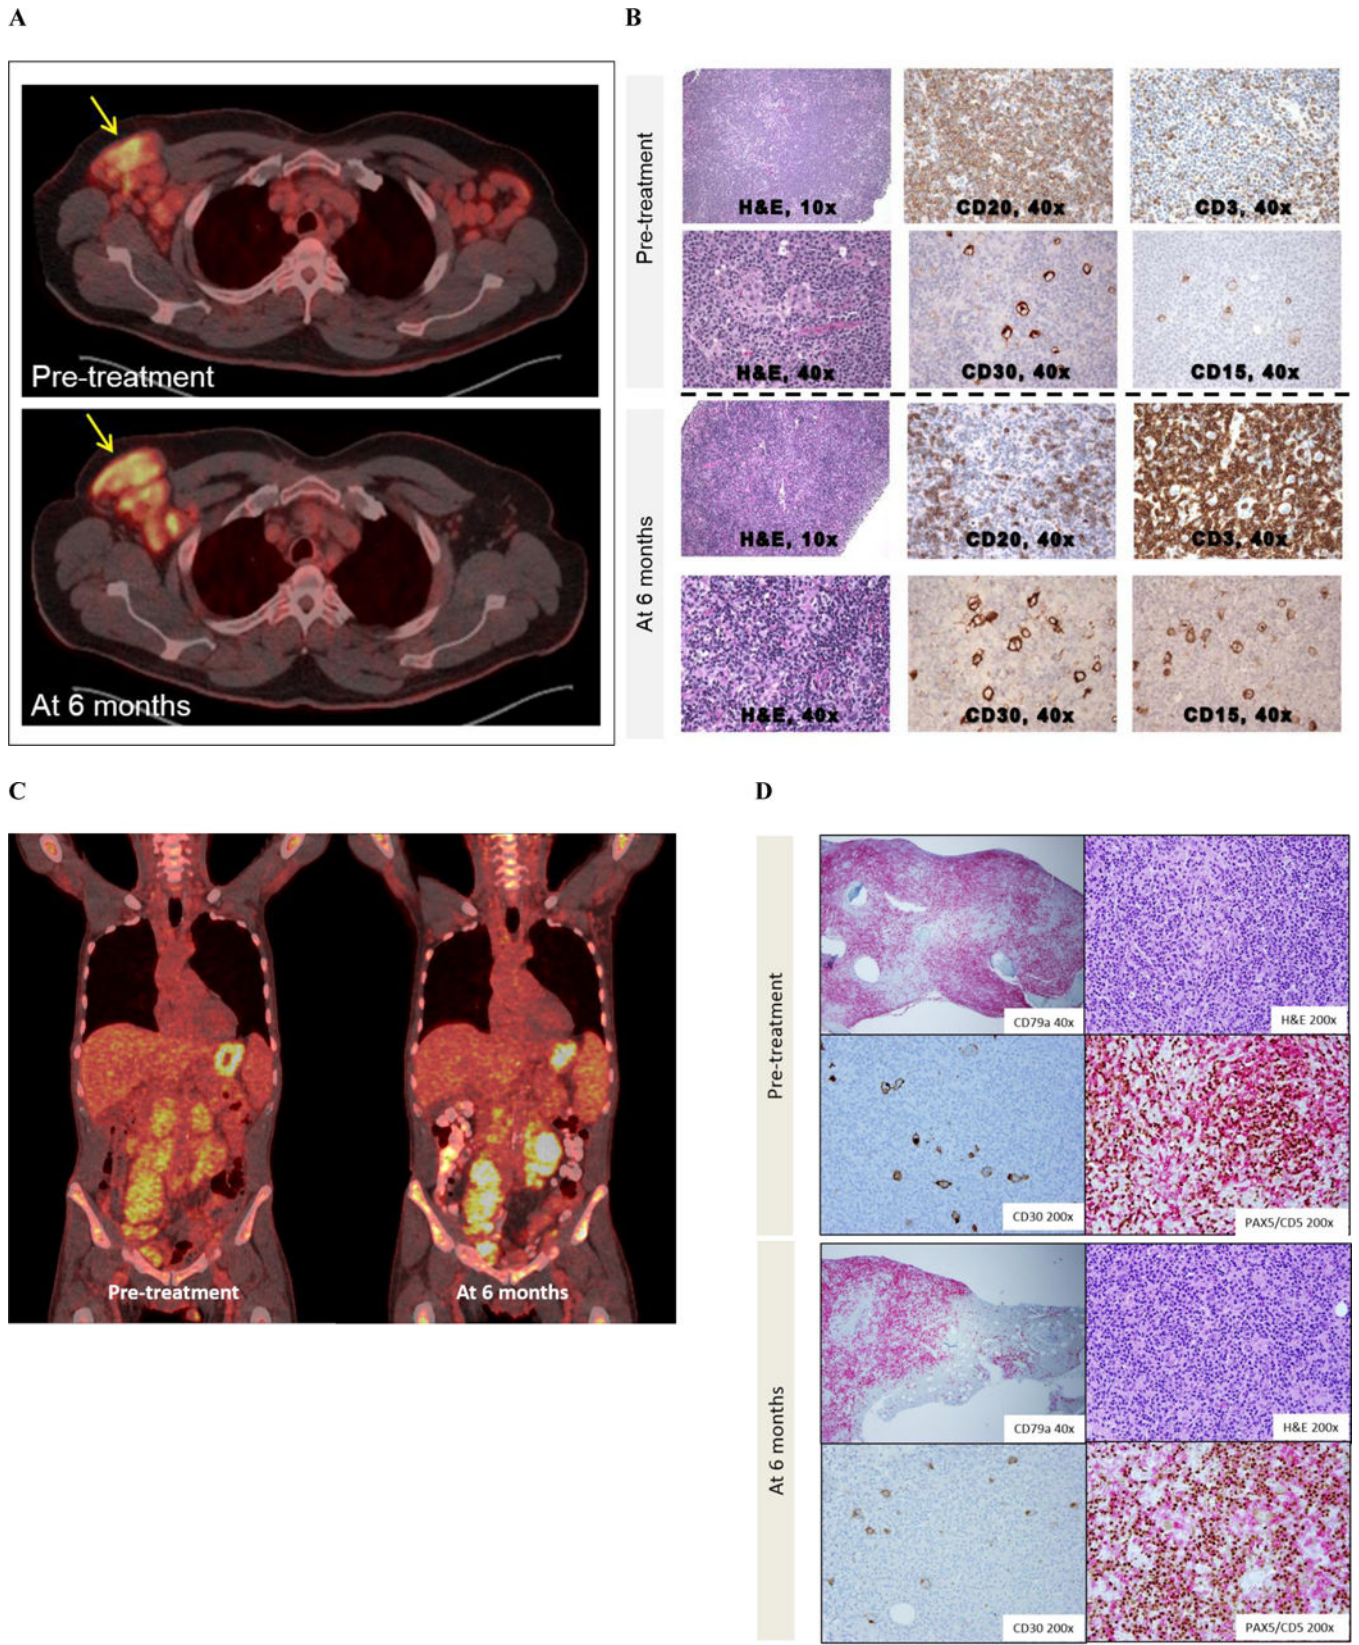 A
Pre-treatment
At 6 months
B
Pre-treatment
H&E, 10x
CD20, 40x
CD3, 40x
H&E, 40x
CD30, 40x
CD15, 40x
At 6 months
H&E, 10x
CD20, 40x
CD3, 40x
H&E, 40x
CD30, 40x
CD15, 40x
C
Pre-treatment
At 6 months
D
Pre-treatment
CD79a 40x
H&E 200x
CD30 200x
PAX5/CD5 200x
At 6 months
CD79a 40x
H&E 200x
CD30 200x
PAX5/CD5 200x